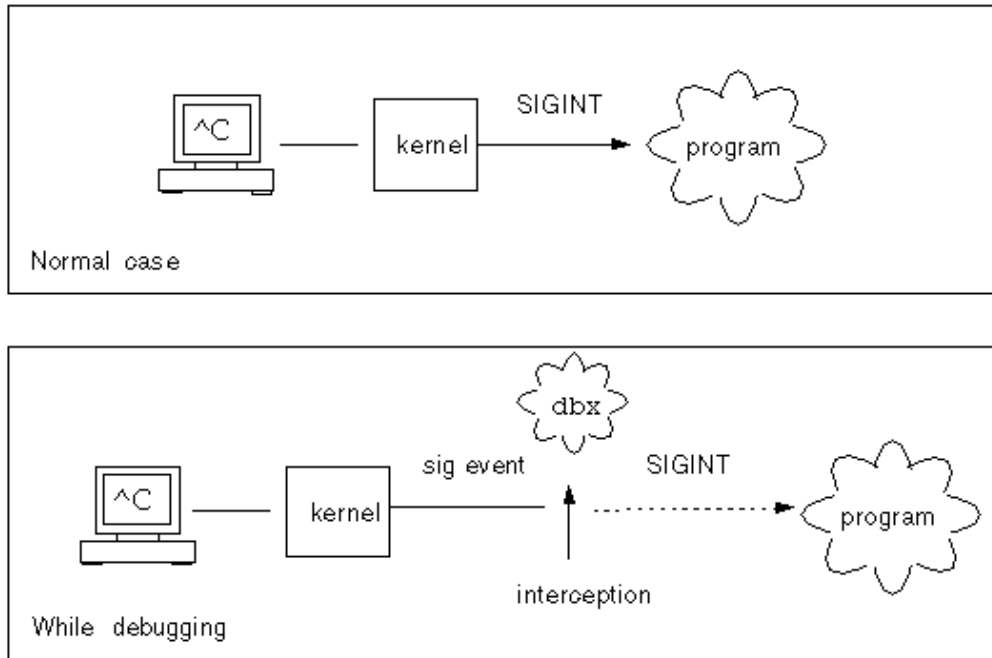 SIGINT
^C
kernel
program
Normal case
dbx
sig event
SIGINT
^C
kernel
program
interception
While debugging